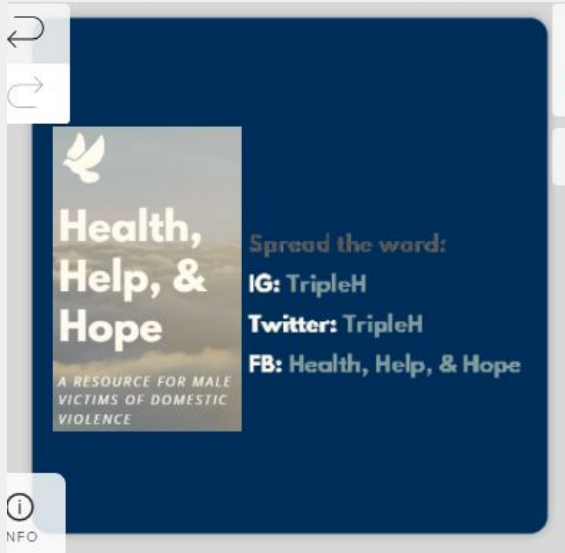 Health,
Help, &
Hope
A RESOURCE FOR MALE
VICTIMS OF DOMESTIC
VIOLENCE
Spread the word:
IG: TripleH
Twitter: TripleH
FB: Health, Help, & Hope
NFO